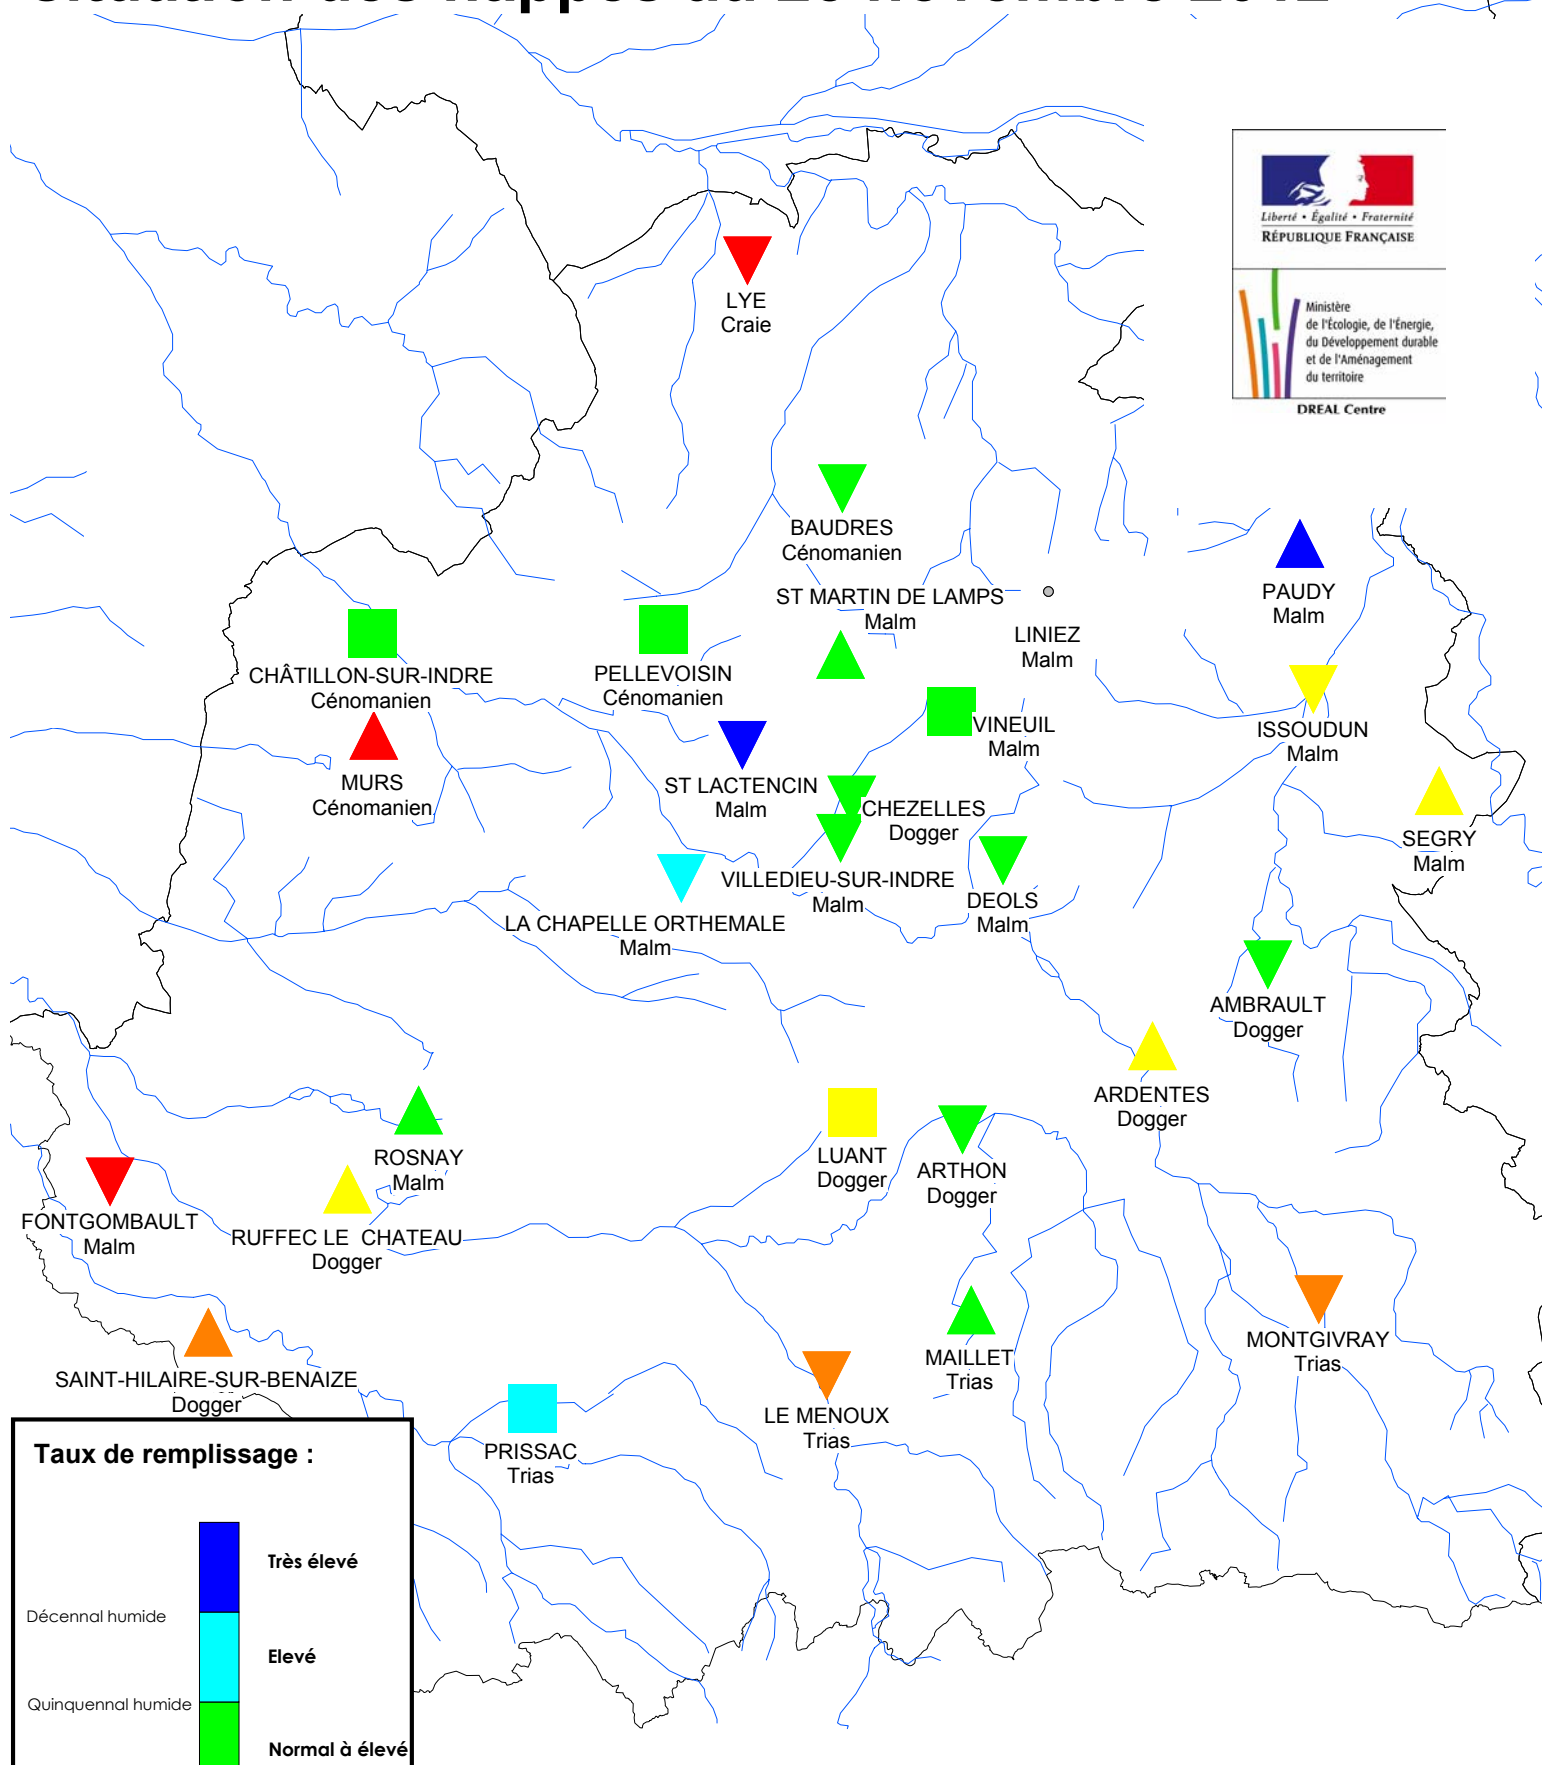 Liberté • Égalité • Fraternité
RÉPUBLIQUE FRANÇAISE
Ministère
de l'Écologie, de l'Énergie,
du Développement durable
et de l'Aménagement
du territoire
DREAL Centre
LYE
Craie
BAUDRES
Cénomanien
ST MARTIN DE LAMPS
Malm
LINIEZ
Malm
PAUDY
Malm
CHÂTILLON-SUR-INDRE
Cénomanien
PELLEVOISIN
Cénomanien
VINEUIL
Malm
ISSOUDUN
Malm
MURS
Cénomanien
ST LACTENCIN
Malm
CHEZELLES
Dogger
SEGRY
Malm
VILLEDIEU-SUR-INDRE
Malm
DEOLS
Malm
LA CHAPELLE ORTHEMALE
Malm
AMBRAULT
Dogger
ARDENTES
Dogger
ROSNAY
Malm
LUANT
Dogger
ARTHON
Dogger
FONTGOMBAULT
Malm
RUFFEC LE CHATEAU
Dogger
MONTGIVRAY
Trias
MAILLET
Trias
SAINT-HILAIRE-SUR-BENAIZE
Dogger
LE MENOUX
Trias
PRISSAC
Trias
Taux de remplissage :
Très élevé
Décennal humide
Elevé
Quinquennal humide
Normal à élevé